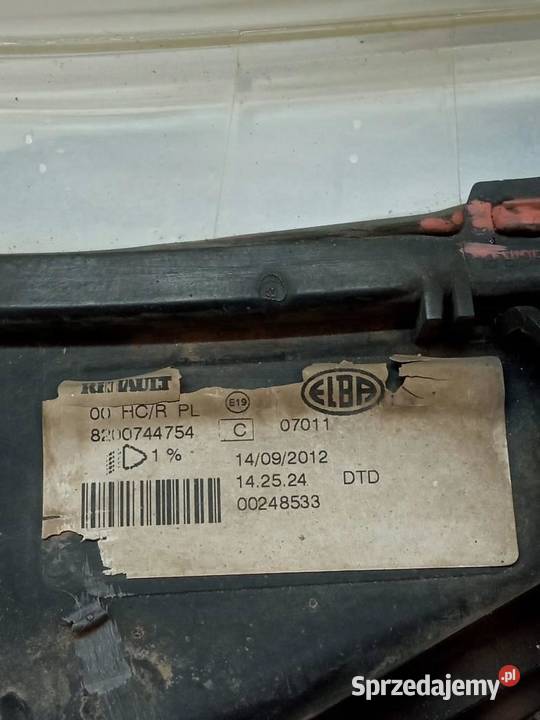 RENAULT
ELBA
00 HC/R PL E19
8200744754 C 07011
1 % 14/09/2012
14.25.24 DTD
00248533
Sprzedajemy.pl